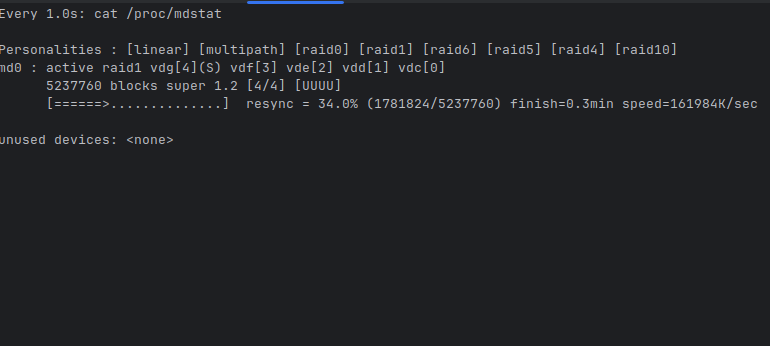 Every 1.0s: cat /proc/mdstat
Personalities : [linear] [multipath] [raid0] [raid1] [raid6] [raid5] [raid4] [raid10]
md0 : active raid1 vdg[4](S) vdf[3] vde[2] vdd[1] vdc[0]
      5237760 blocks super 1.2 [4/4] [UUUU]
      [======>..............]  resync = 34.0% (1781824/5237760) finish=0.3min speed=161984K/sec
unused devices: <none>